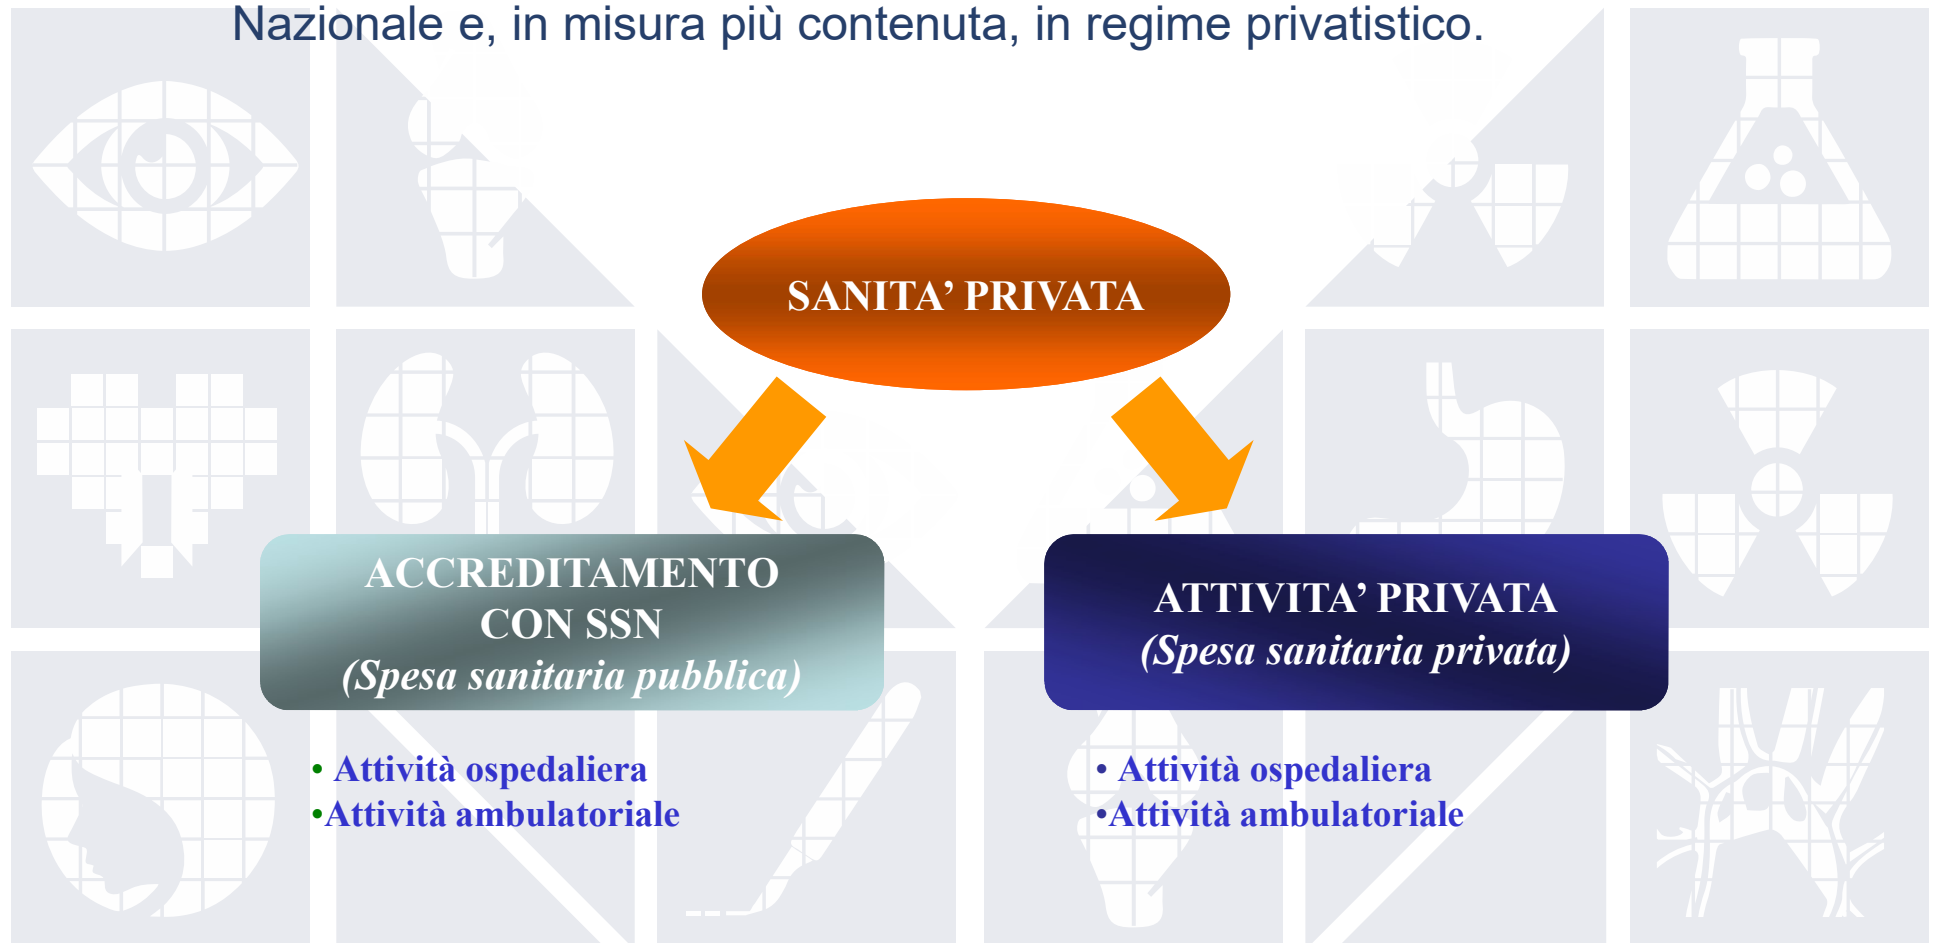 Nazionale e, in misura più contenuta, in regime privatistico.
SANITA’ PRIVATA
ACCREDITAMENTO
CON SSN
(Spesa sanitaria pubblica)
• Attività ospedaliera
•Attività ambulatoriale
ATTIVITA’ PRIVATA
(Spesa sanitaria privata)
• Attività ospedaliera
•Attività ambulatoriale